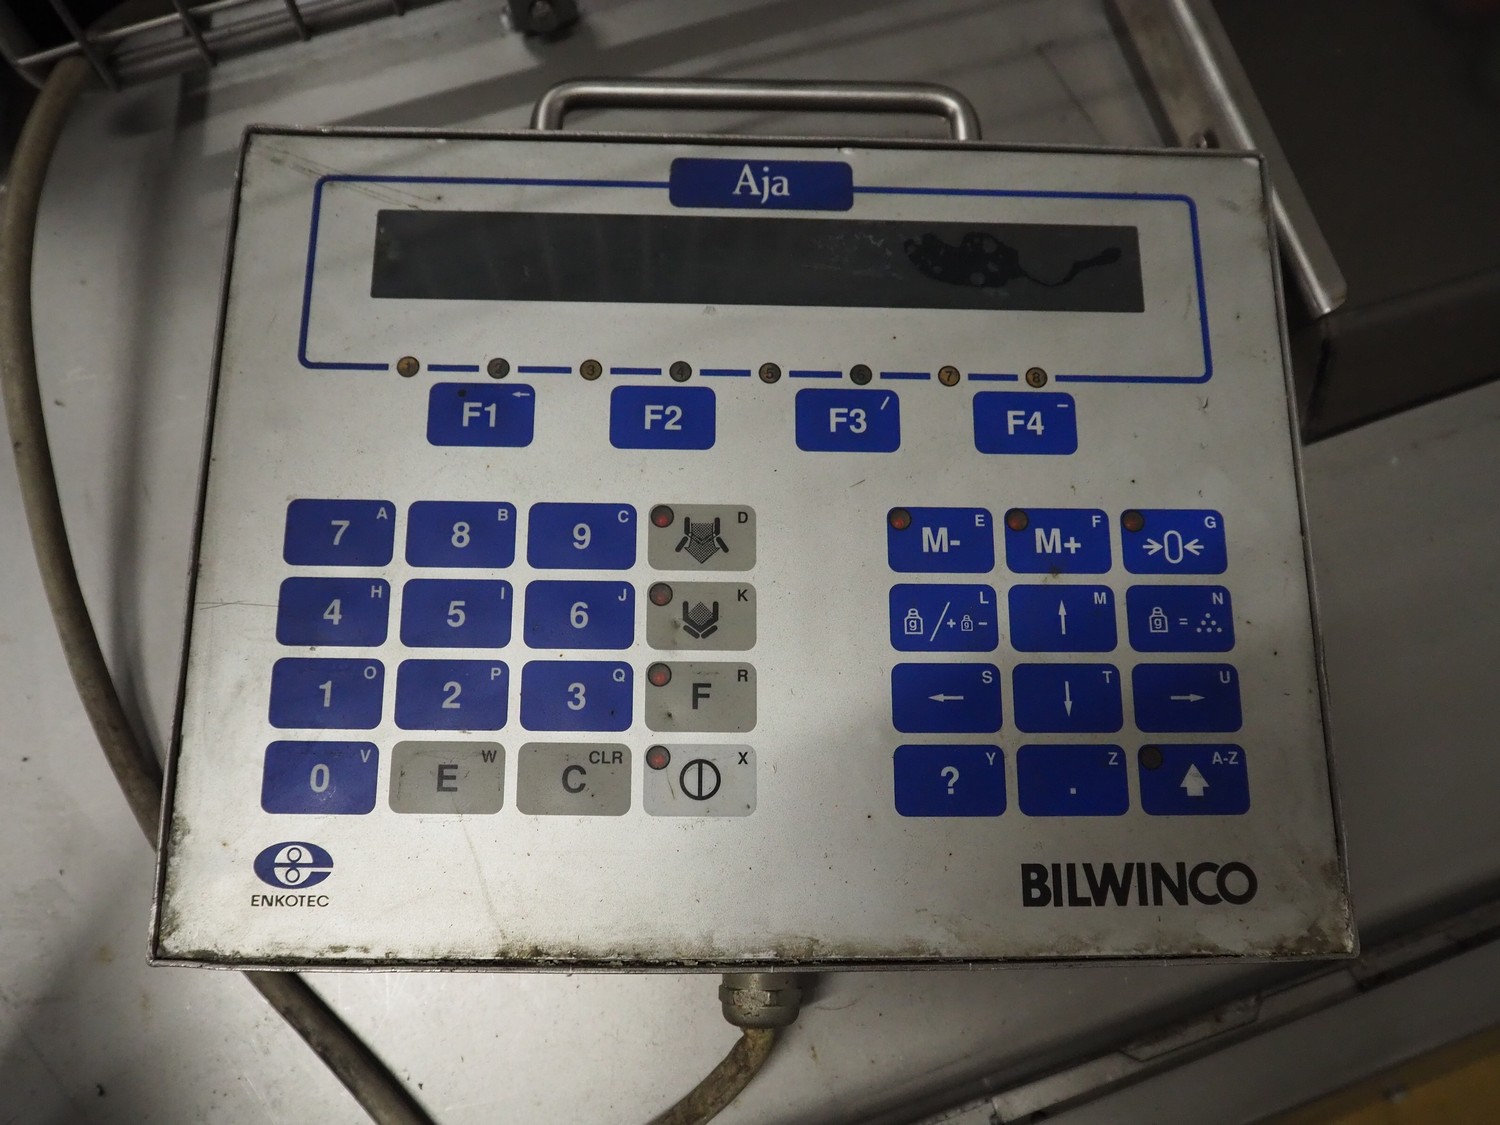 Aja
1 2 3 4 5 6 7 8
F1 ← F2 F3 / F4 −
7 A 8 B 9 C D M- E M+ F →0← G
4 H 5 I 6 J K g / + g - L ↑ M g = N
1 O 2 P 3 Q F R ← S ↓ T → U
0 V E W C CLR X ? Y . Z A-Z
ENKOTEC BILWINCO